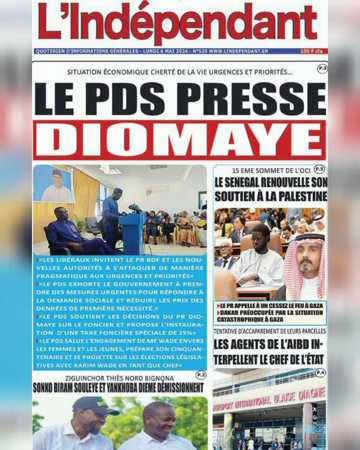 L'Indépendant
QUOTIDIEN D'INFORMATIONS GÉNÉRALES - LUNDI 6 MAI 2024 - N°525 WWW.LINDEPENDANT.SN
100 F cfa
SITUATION ÉCONOMIQUE CHERTÉ DE LA VIE URGENCES ET PRIORITÉS...
P.3
LE PDS PRESSE
DIOMAYE
»LES LIBÉRAUX INVITENT LE PR BDF ET LES NOU-
VELLES AUTORITÉS À S'ATTAQUER DE MANIÈRE
PRAGMATIQUE AUX URGENCES ET PRIORITÉS»
»LE PDS EXHORTE LE GOUVERNEMENT À PREN-
DRE DES MESURES URGENTES POUR RÉPONDRE À
LA DEMANDE SOCIALE ET RÉDUIRE LES PRIX DES
DENRÉES DE PREMIÈRE NÉCESSITÉ.»
»LE PDS SOUTIENT LES DÉCISIONS DU PR DIO-
MAYE SUR LE FONCIER ET PROPOSE L'INSTAURA-
TION D'UNE TAXE FONCIÈRE SPÉCIALE DE 25%»
»LE PDS SALUE L'ENGAGEMENT DE ME WADE ENVERS
LES FEMMES ET LES JEUNES, PRÉPARE SON CINQUAN-
TENAIRE ET SE PROJETTE SUR LES ÉLECTIONS LÉGISLA-
TIVES AVEC KARIM WADE EN TANT QUE CHEF»
15 EME SOMMET DE L'OCI
LE SENEGAL RENOUVELLE SON
SOUTIEN À LA PALESTINE
»LE PR APPELLE À UN CESSEZ LE FEU À GAZA
»DAKAR PRÉOCCUPÉE PAR LA SITUATION
CATASTROPHIQUE À GAZA
TENTATIVE D'ACCAPAREMENT DE LEURS PARCELLES
LES AGENTS DE L'AIBD IN-
TERPELLENT LE CHEF DE L'ÉTAT
P.4
AEROPORT INTERNATIONAL BLAISE DIAGNE
ZIGUINCHOR THIÈS NORD BIGNONA
P.2
SONKO BIRAM SOULEYE ET YANKHOBA DIEME DÉMISSIONNENT